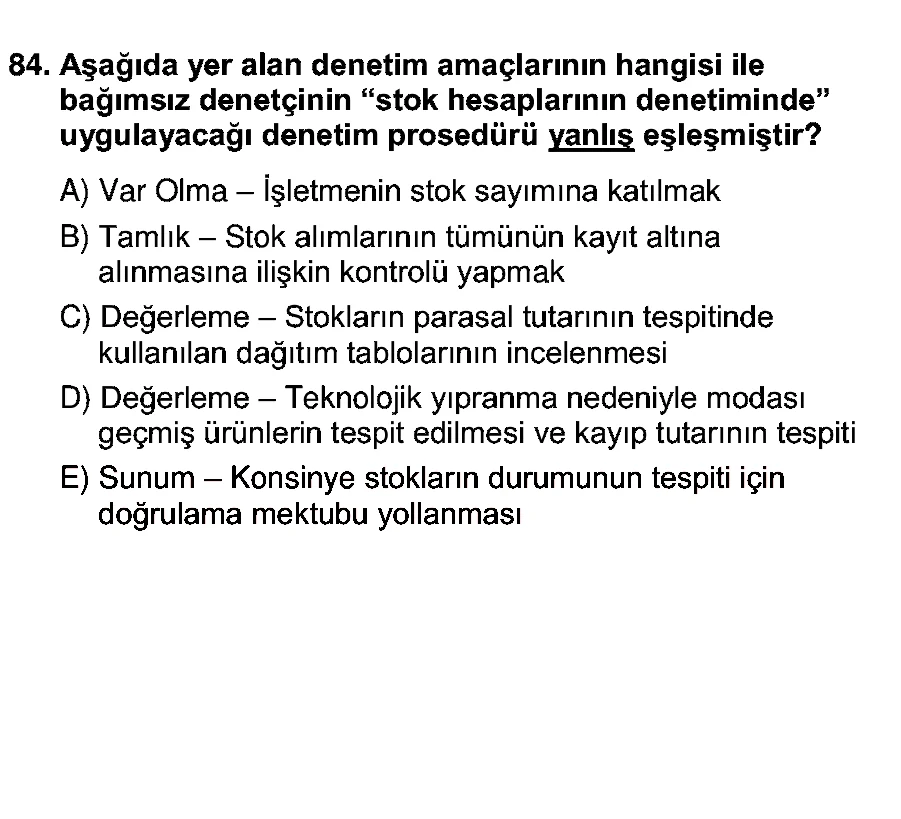 84. Aşağıda yer alan denetim amaçlarının hangisi ile
bağımsız denetçinin “stok hesaplarının denetiminde”
uygulayacağı denetim prosedürü yanlış eşleşmiştir?
A) Var Olma – İşletmenin stok sayımına katılmak
B) Tamlık – Stok alımlarının tümünün kayıt altına
alınmasına ilişkin kontrolü yapmak
C) Değerleme – Stokların parasal tutarının tespitinde
kullanılan dağıtım tablolarının incelenmesi
D) Değerleme – Teknolojik yıpranma nedeniyle modası
geçmiş ürünlerin tespit edilmesi ve kayıp tutarının tespiti
E) Sunum – Konsinye stokların durumunun tespiti için
doğrulama mektubu yollanması